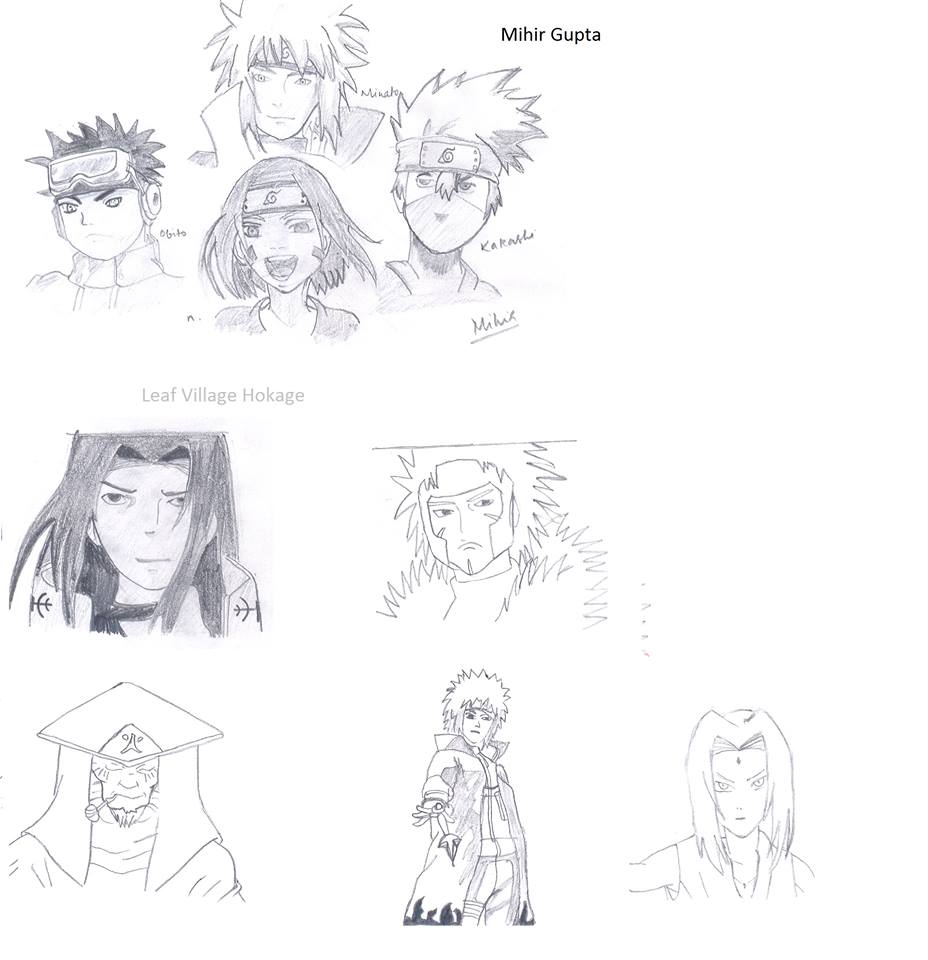 Mihir Gupta
Minato
Obito
Kakashi
n.
Mihir
Leaf Village Hokage